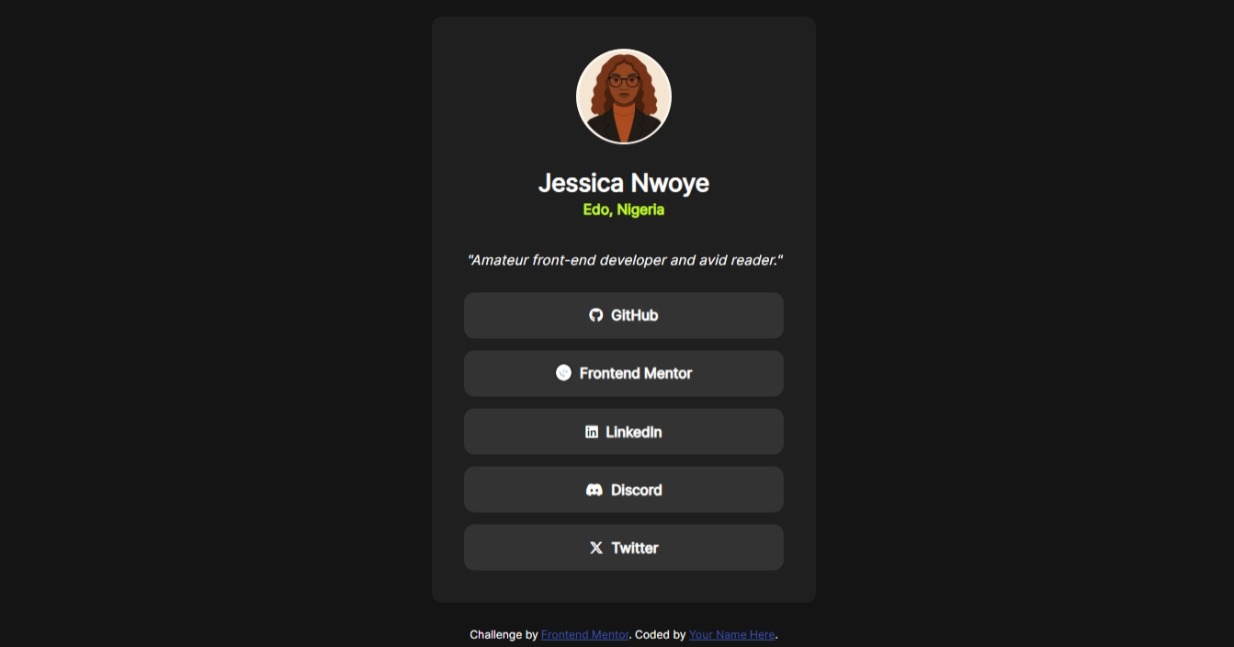 Jessica Nwoye
Edo, Nigeria
"Amateur front-end developer and avid reader."
GitHub
Frontend Mentor
LinkedIn
Discord
Twitter
Challenge by Frontend Mentor. Coded by Your Name Here.